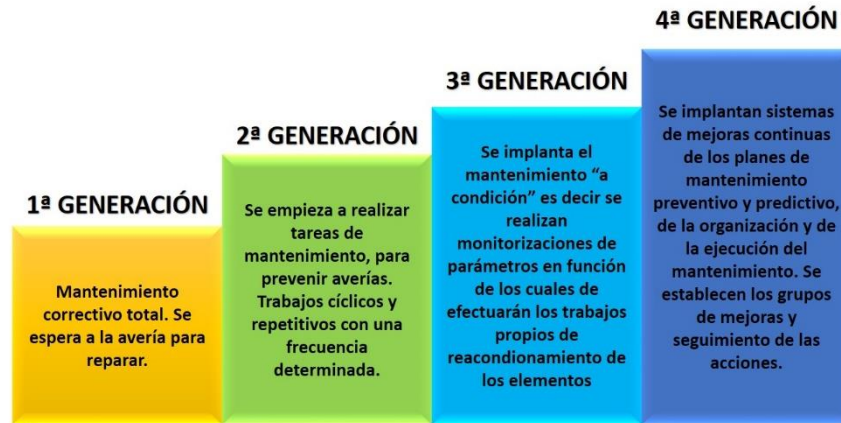 1ª GENERACIÓN
Mantenimiento
correctivo total. Se
espera a la avería para
reparar.
2ª GENERACIÓN
Se empieza a realizar
tareas de
mantenimiento, para
prevenir averías.
Trabajos cíclicos y
repetitivos con una
frecuencia
determinada.
3ª GENERACIÓN
Se implanta el
mantenimiento “a
condición” es decir se
realizan
monitorizaciones de
parámetros en función
de los cuales de
efectuarán los trabajos
propios de
reacondionamiento de
los elementos
4ª GENERACIÓN
Se implantan sistemas
de mejoras continuas
de los planes de
mantenimiento
preventivo y predictivo,
de la organización y de
la ejecución del
mantenimiento. Se
establecen los grupos
de mejoras y
seguimiento de las
acciones.